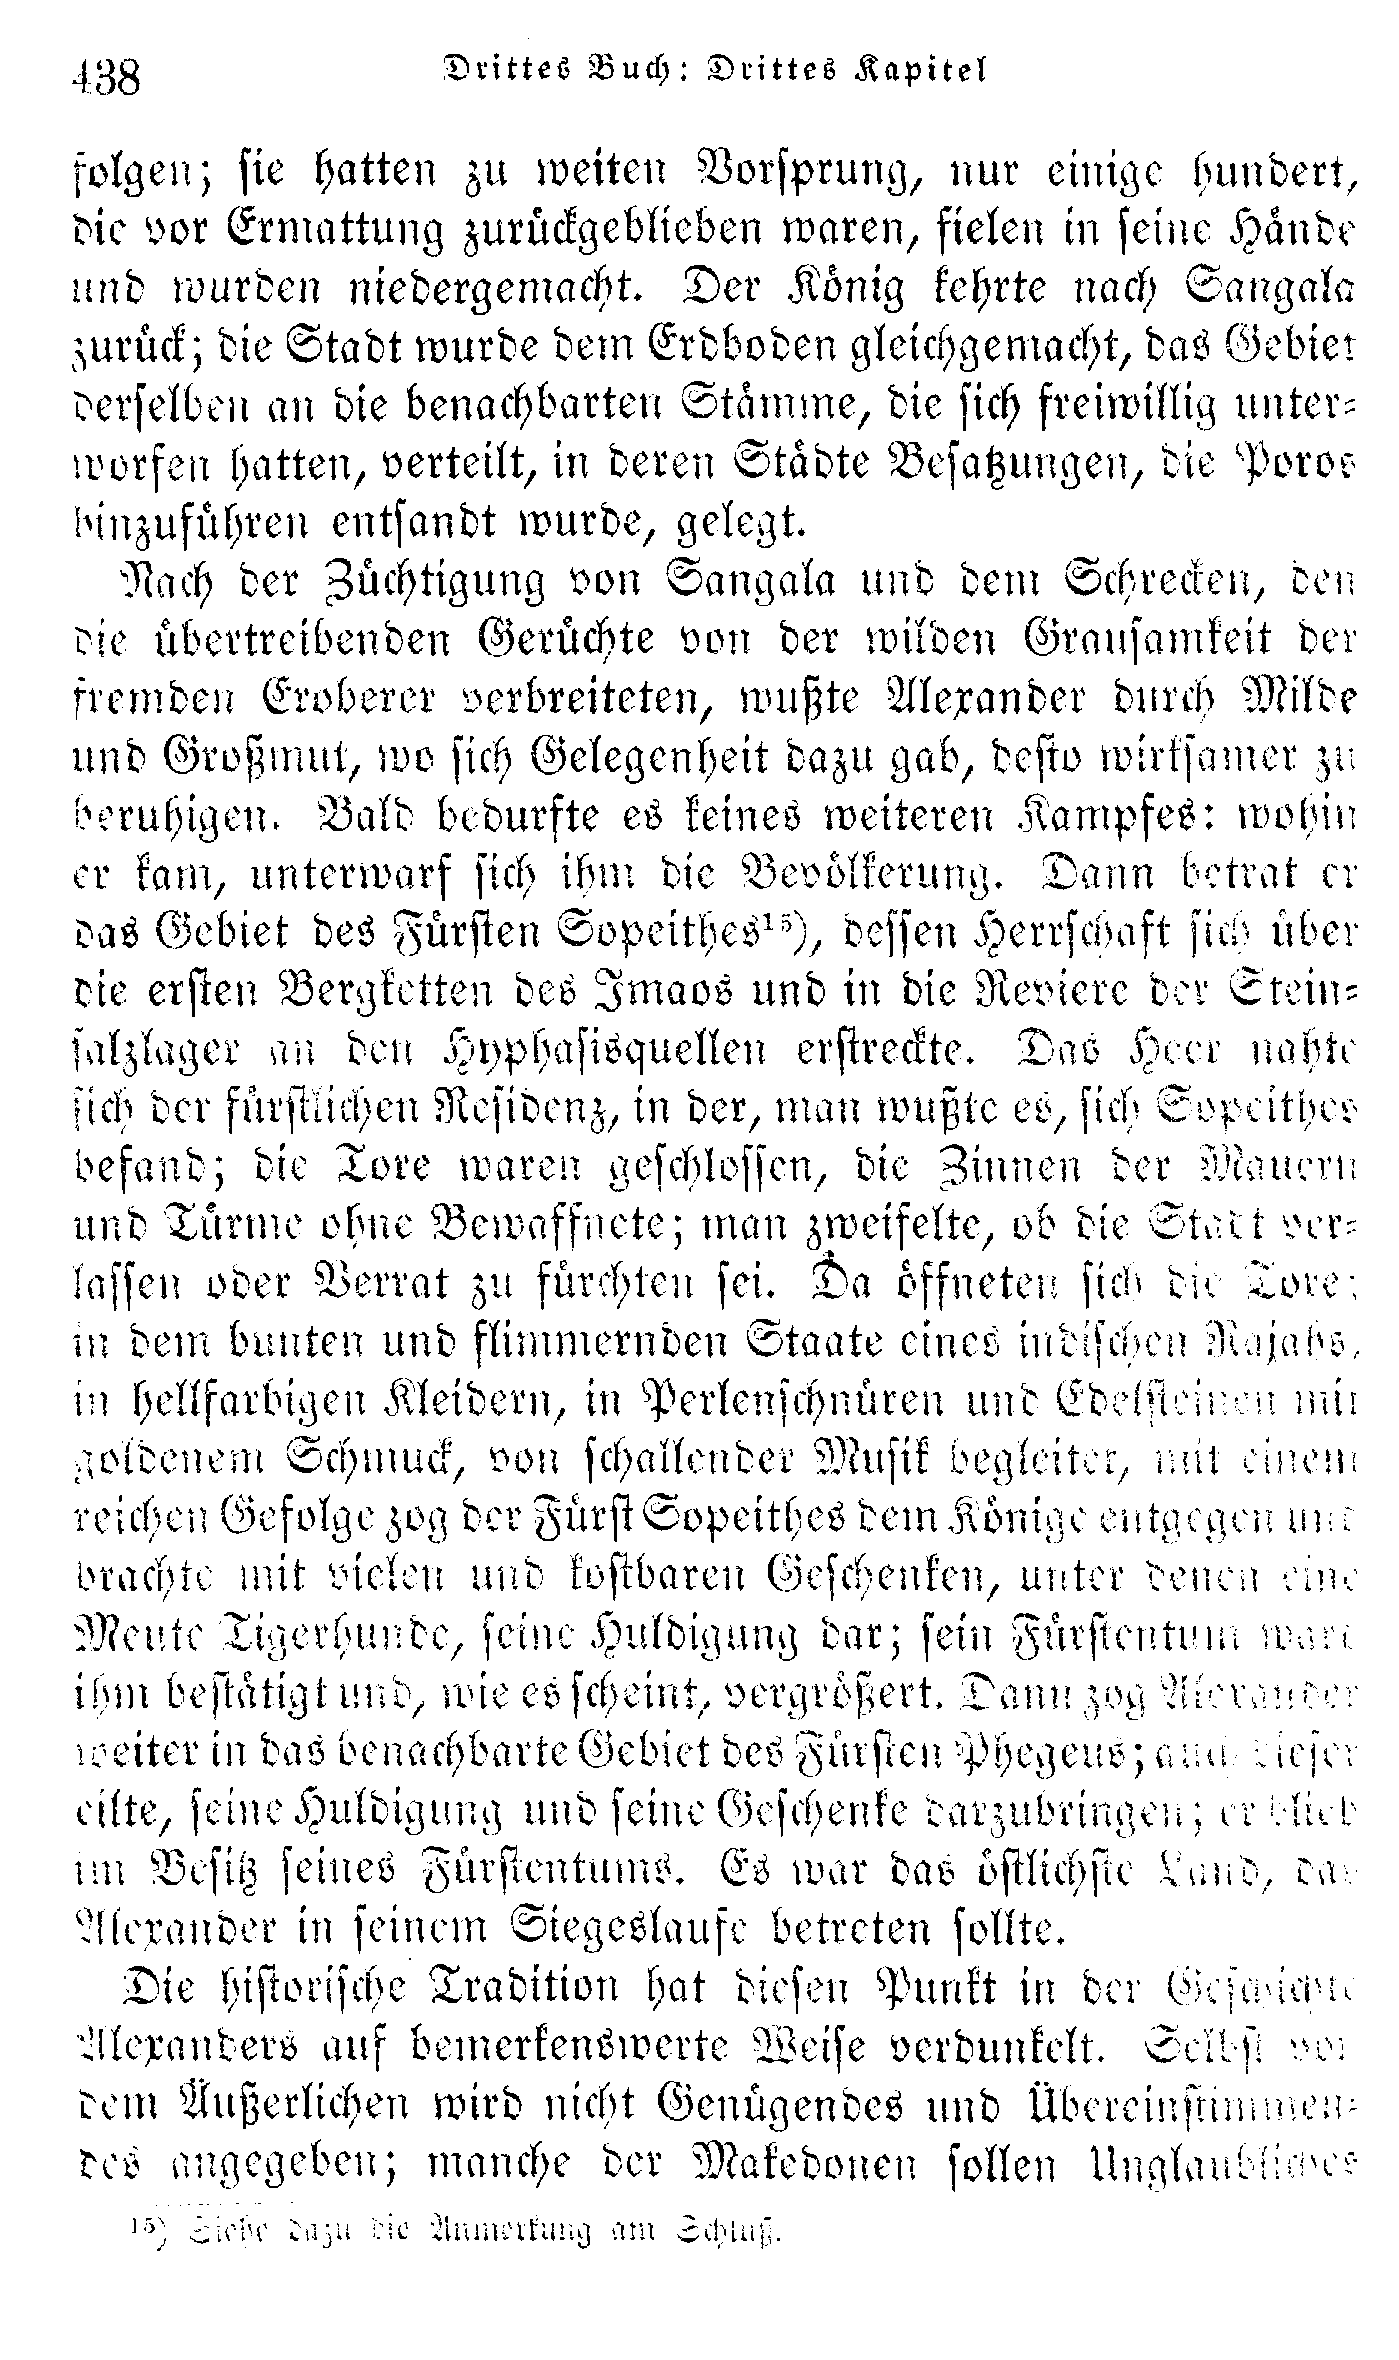 438 Drittes Buch: Drittes Kapitel
folgen; sie hatten zu weiten Vorsprung, nur einige hundert,
die vor Ermattung zurückgeblieben waren, fielen in seine Hände
und wurden niedergemacht. Der König kehrte nach Sangala
zurück; die Stadt wurde dem Erdboden gleichgemacht, das Gebiet
derselben an die benachbarten Stämme, die sich freiwillig unter-
worfen hatten, verteilt, in deren Städte Besatzungen, die Poros
hinzuführen entsandt wurde, gelegt.
Nach der Züchtigung von Sangala und dem Schrecken, den
die übertreibenden Gerüchte von der wilden Grausamkeit der
fremden Eroberer verbreiteten, wußte Alexander durch Milde
und Großmut, wo sich Gelegenheit dazu gab, desto wirksamer zu
beruhigen. Bald bedurfte es keines weiteren Kampfes: wohin
er kam, unterwarf sich ihm die Bevölkerung. Dann betrat er
das Gebiet des Fürsten Sopeithes¹⁵), dessen Herrschaft sich über
die ersten Bergketten des Imaos und in die Reviere der Stein-
salzlager an den Hyphasisquellen erstreckte. Das Heer nahte
sich der fürstlichen Residenz, in der, man wußte es, sich Sopeithes
befand; die Tore waren geschlossen, die Zinnen der Mauern
und Türme ohne Bewaffnete; man zweifelte, ob die Stadt ver-
lassen oder Verrat zu fürchten sei. Da öffneten sich die Tore;
in dem bunten und flimmernden Staate eines indischen Rajahs,
in hellfarbigen Kleidern, in Perlenschnüren und Edelsteinen mit
goldenem Schmuck, von schallender Musik begleitet, mit einem
reichen Gefolge zog der Fürst Sopeithes dem Könige entgegen und
brachte mit vielen und kostbaren Geschenken, unter denen eine
Meute Tigerhunde, seine Huldigung dar; sein Fürstentum ward
ihm bestätigt und, wie es scheint, vergrößert. Dann zog Alexander
weiter in das benachbarte Gebiet des Fürsten Phegeus; auch dieser
eilte, seine Huldigung und seine Geschenke darzubringen; er blieb
im Besitz seines Fürstentums. Es war das östlichste Land, das
Alexander in seinem Siegeslaufe betreten sollte.
Die historische Tradition hat diesen Punkt in der Geschichte
Alexanders auf bemerkenswerte Weise verdunkelt. Selbst von
dem Äußerlichen wird nicht Genügendes und Übereinstimmen-
des angegeben; manche der Makedonen sollen Unglaubliches
¹⁵) Siehe dazu die Anmerkung am Schluß.